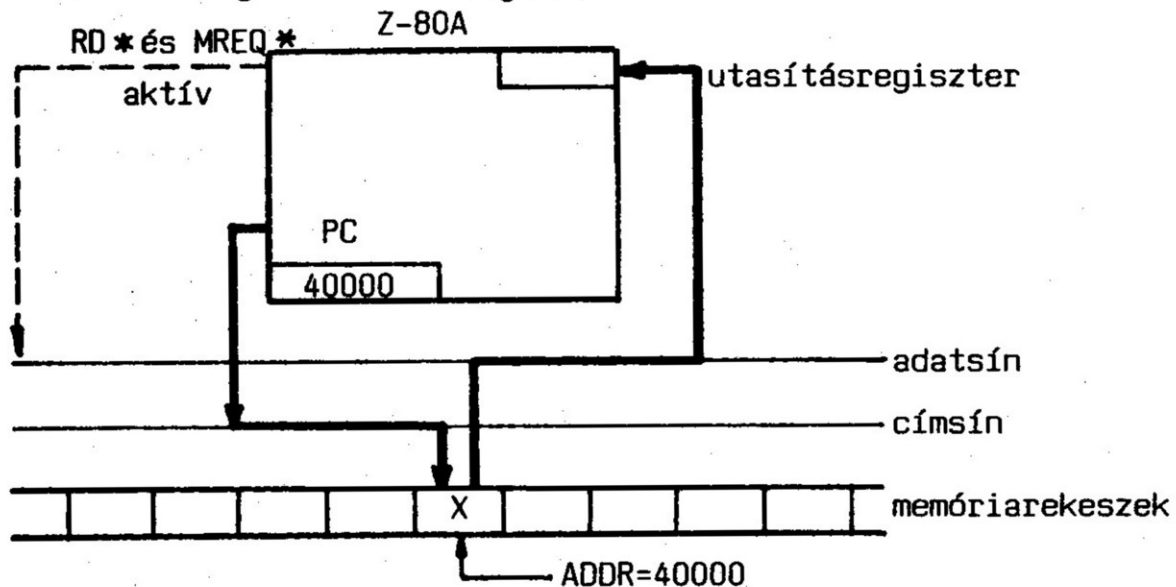 Z-80A
RD * és MREQ *
aktív
utasításregiszter
PC
40000
adatsín
címsín
X
memóriarekeszek
ADDR=40000